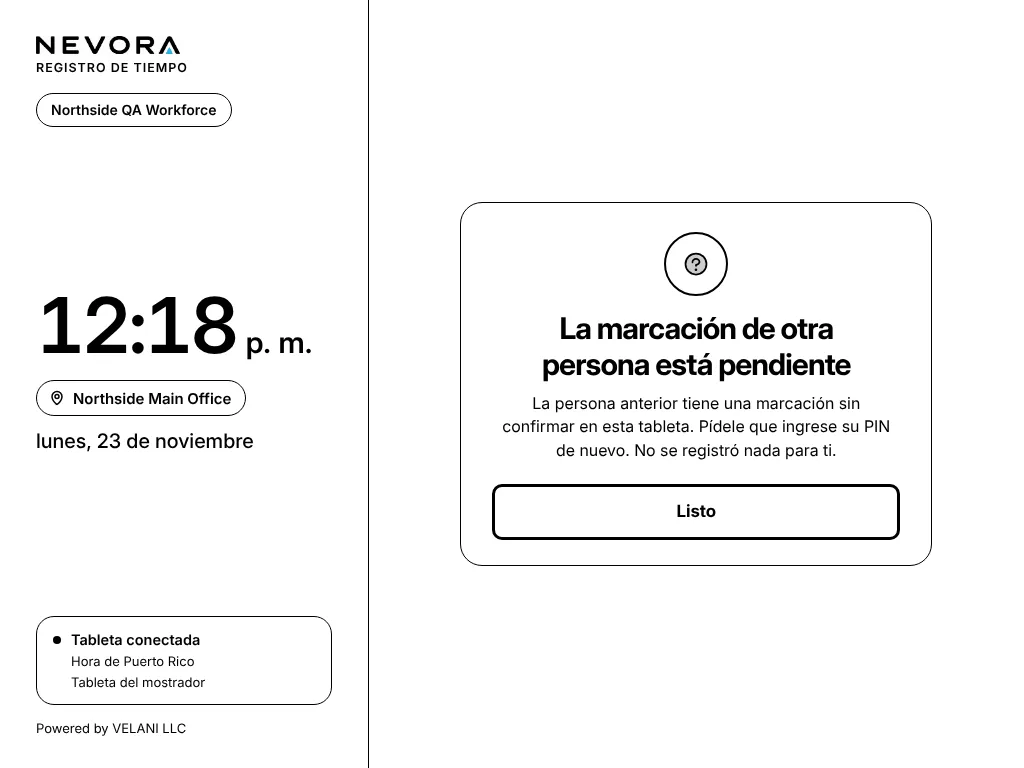 NEVORA
REGISTRO DE TIEMPO
Northside QA Workforce
12:18 p. m.
Northside Main Office
lunes, 23 de noviembre
Tableta conectada
Hora de Puerto Rico
Tableta del mostrador
Powered by VELANI LLC
?
La marcación de otra
persona está pendiente
La persona anterior tiene una marcación sin
confirmar en esta tableta. Pídele que ingrese su PIN
de nuevo. No se registró nada para ti.
Listo